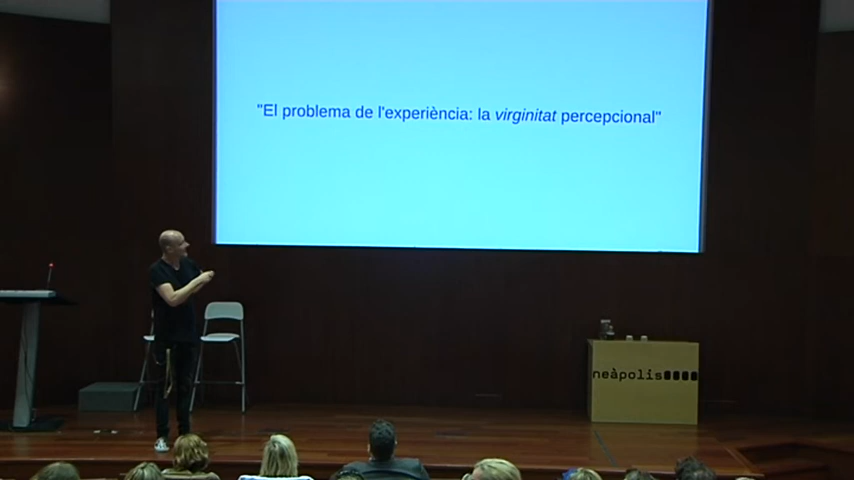 "El problema de l'experiència: la virginitat percepcional"
neàpolis